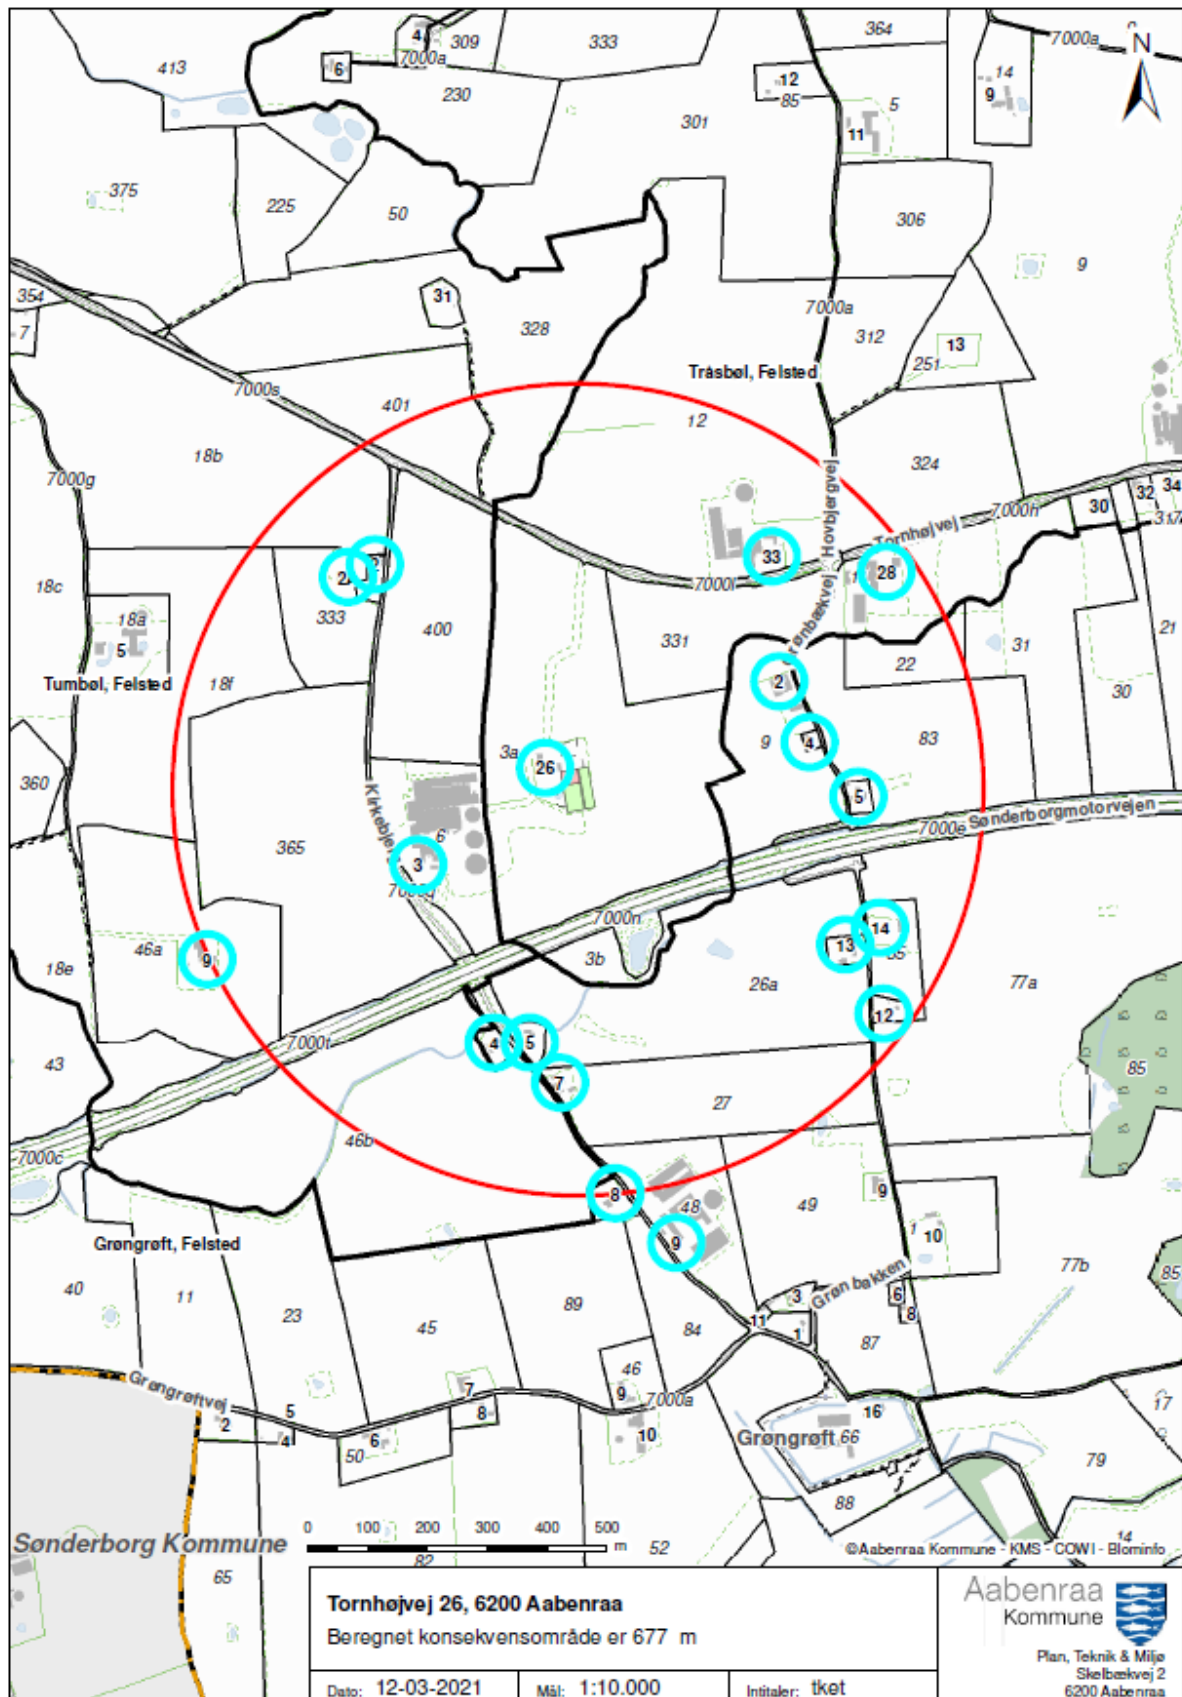 4
309
333
364
7000a
N
413
6
7000a
12
14
230
85
5
9
301
11
375
225
50
306
9
354
31
7000a
7
328
312
13
251
Tråsbøl, Felsted
7000s
401
12
18b
324
7000g
32
34
30
7000h
317
Tornhøjvej
Hovbjergvej
33
28
18c
7000i
333
18a
400
331
31
21
5
22
Tumbøl, Felsted
18f
Grønbækvej
2
30
3a
9
4
83
360
26
5
Kirkebjerg
Sønderborgmotorvejen
7000e
6
365
3
7000q
7000n
14
46a
13
9
3b
18e
26a
77a
12
7000f
4
5
43
85
7
27
46b
7000c
8
9
48
49
10
Grøngrøft, Felsted
9
77b
85
Grøn bakken
40
11
3
6
23
89
8
45
11
84
1
87
46
Grøngrøftvej
7
9
7000a
17
2
5
8
16
4
6
10
Grøngrøft
66
50
79
88
Sønderborg Kommune
0 100 200 300 400 500
m
52
14
82
©Aabenraa Kommune - KMS - COWI - Blominfo
65
Tornhøjvej 26, 6200 Aabenraa
Beregnet konsekvensområde er 677 m
Aabenraa
Kommune
Plan, Teknik & Miljø
Skelbækvej 2
6200 Aabenraa
Dato: 12-03-2021
Mål: 1:10.000
Intitaler: tket